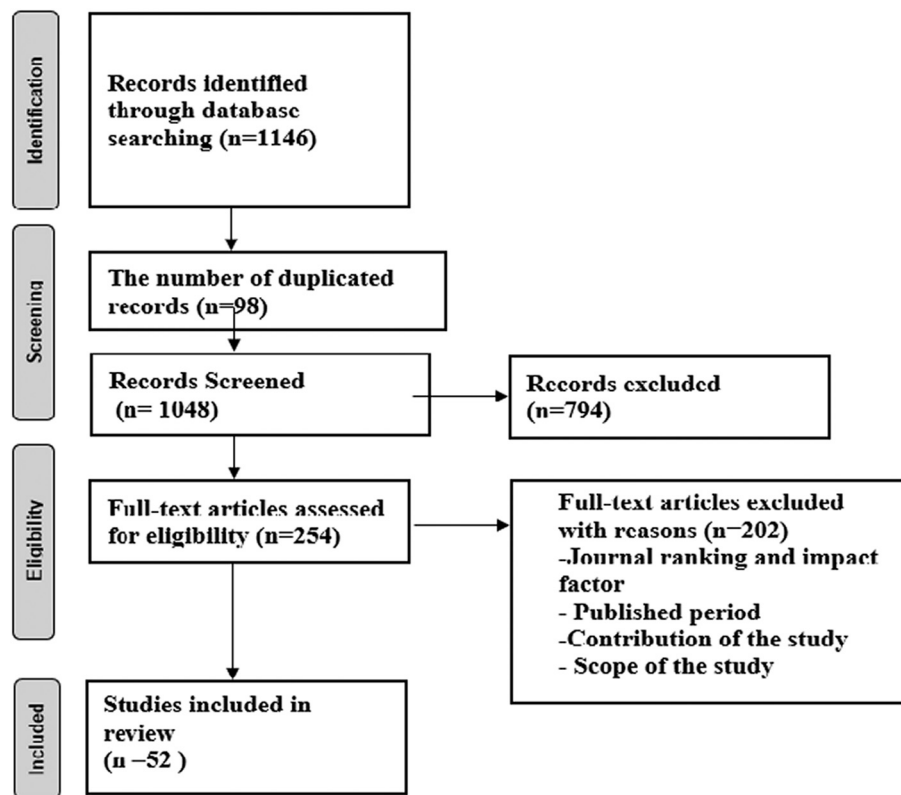 Identification
Records identified
through database
searching (n=1146)
Screening
The number of duplicated
records (n=98)
Records Screened
(n= 1048)
Records excluded
(n=794)
Eligibility
Full-text articles assessed
for eligibility (n=254)
Full-text articles excluded
with reasons (n=202)
-Journal ranking and impact
factor
- Published period
-Contribution of the study
- Scope of the study
Included
Studies included in
review
(n =52 )